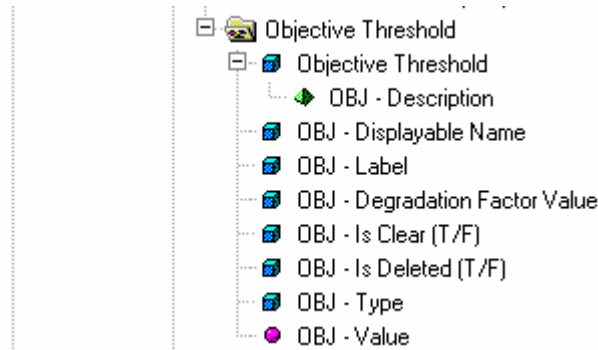 Objective Threshold
Objective Threshold
OBJ - Description
OBJ - Displayable Name
OBJ - Label
OBJ - Degradation Factor Value
OBJ - Is Clear (T/F)
OBJ - Is Deleted (T/F)
OBJ - Type
OBJ - Value